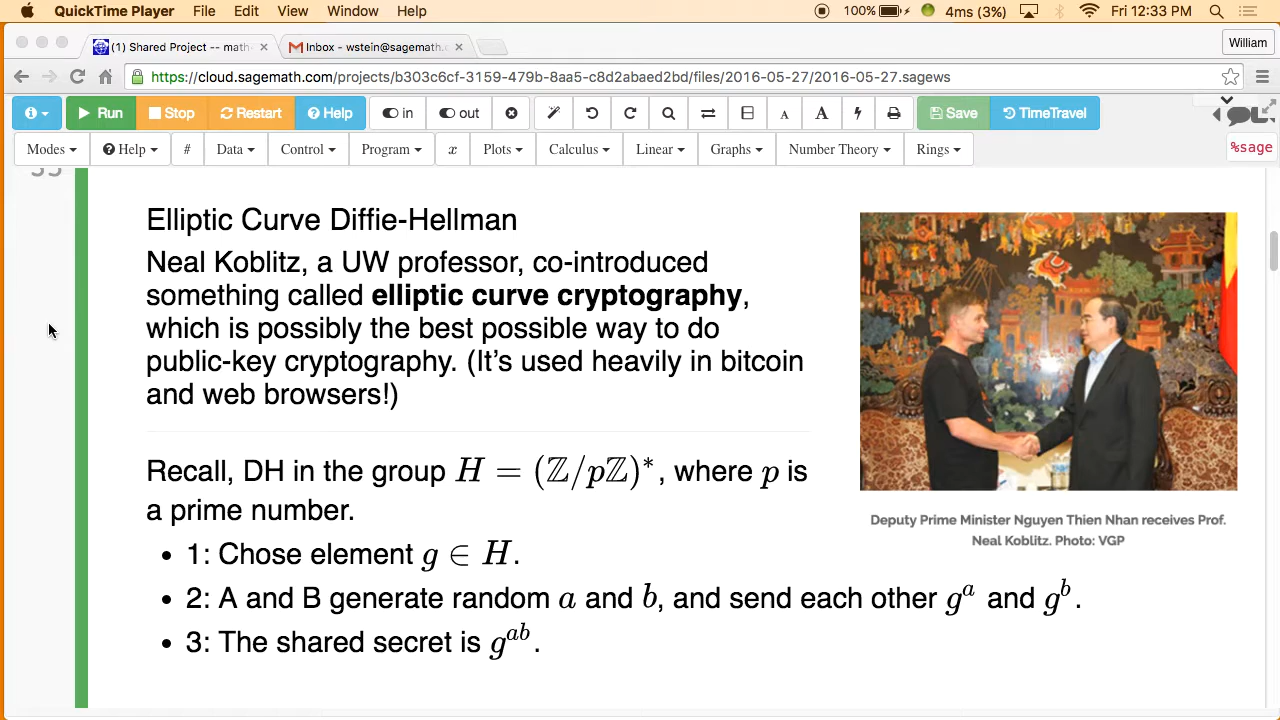 QuickTime Player File Edit View Window Help 100% 4ms (3%) Fri 12:33 PM
(1) Shared Project -- math Inbox - wstein@sagemath.c William
https://cloud.sagemath.com/projects/b303c6cf-3159-479b-8aa5-c8d2abaed2bd/files/2016-05-27/2016-05-27.sagews
Run Stop Restart Help in out A A Save TimeTravel
Modes Help # Data Control Program x Plots Calculus Linear Graphs Number Theory Rings %sage
Elliptic Curve Diffie-Hellman
Neal Koblitz, a UW professor, co-introduced
something called elliptic curve cryptography,
which is possibly the best possible way to do
public-key cryptography. (It's used heavily in bitcoin
and web browsers!)
Recall, DH in the group H = (ℤ/pℤ)*, where p is
a prime number.
• 1: Chose element g ∈ H.
• 2: A and B generate random a and b, and send each other g^a and g^b.
• 3: The shared secret is g^{ab}.
Deputy Prime Minister Nguyen Thien Nhan receives Prof.
Neal Koblitz. Photo: VGP